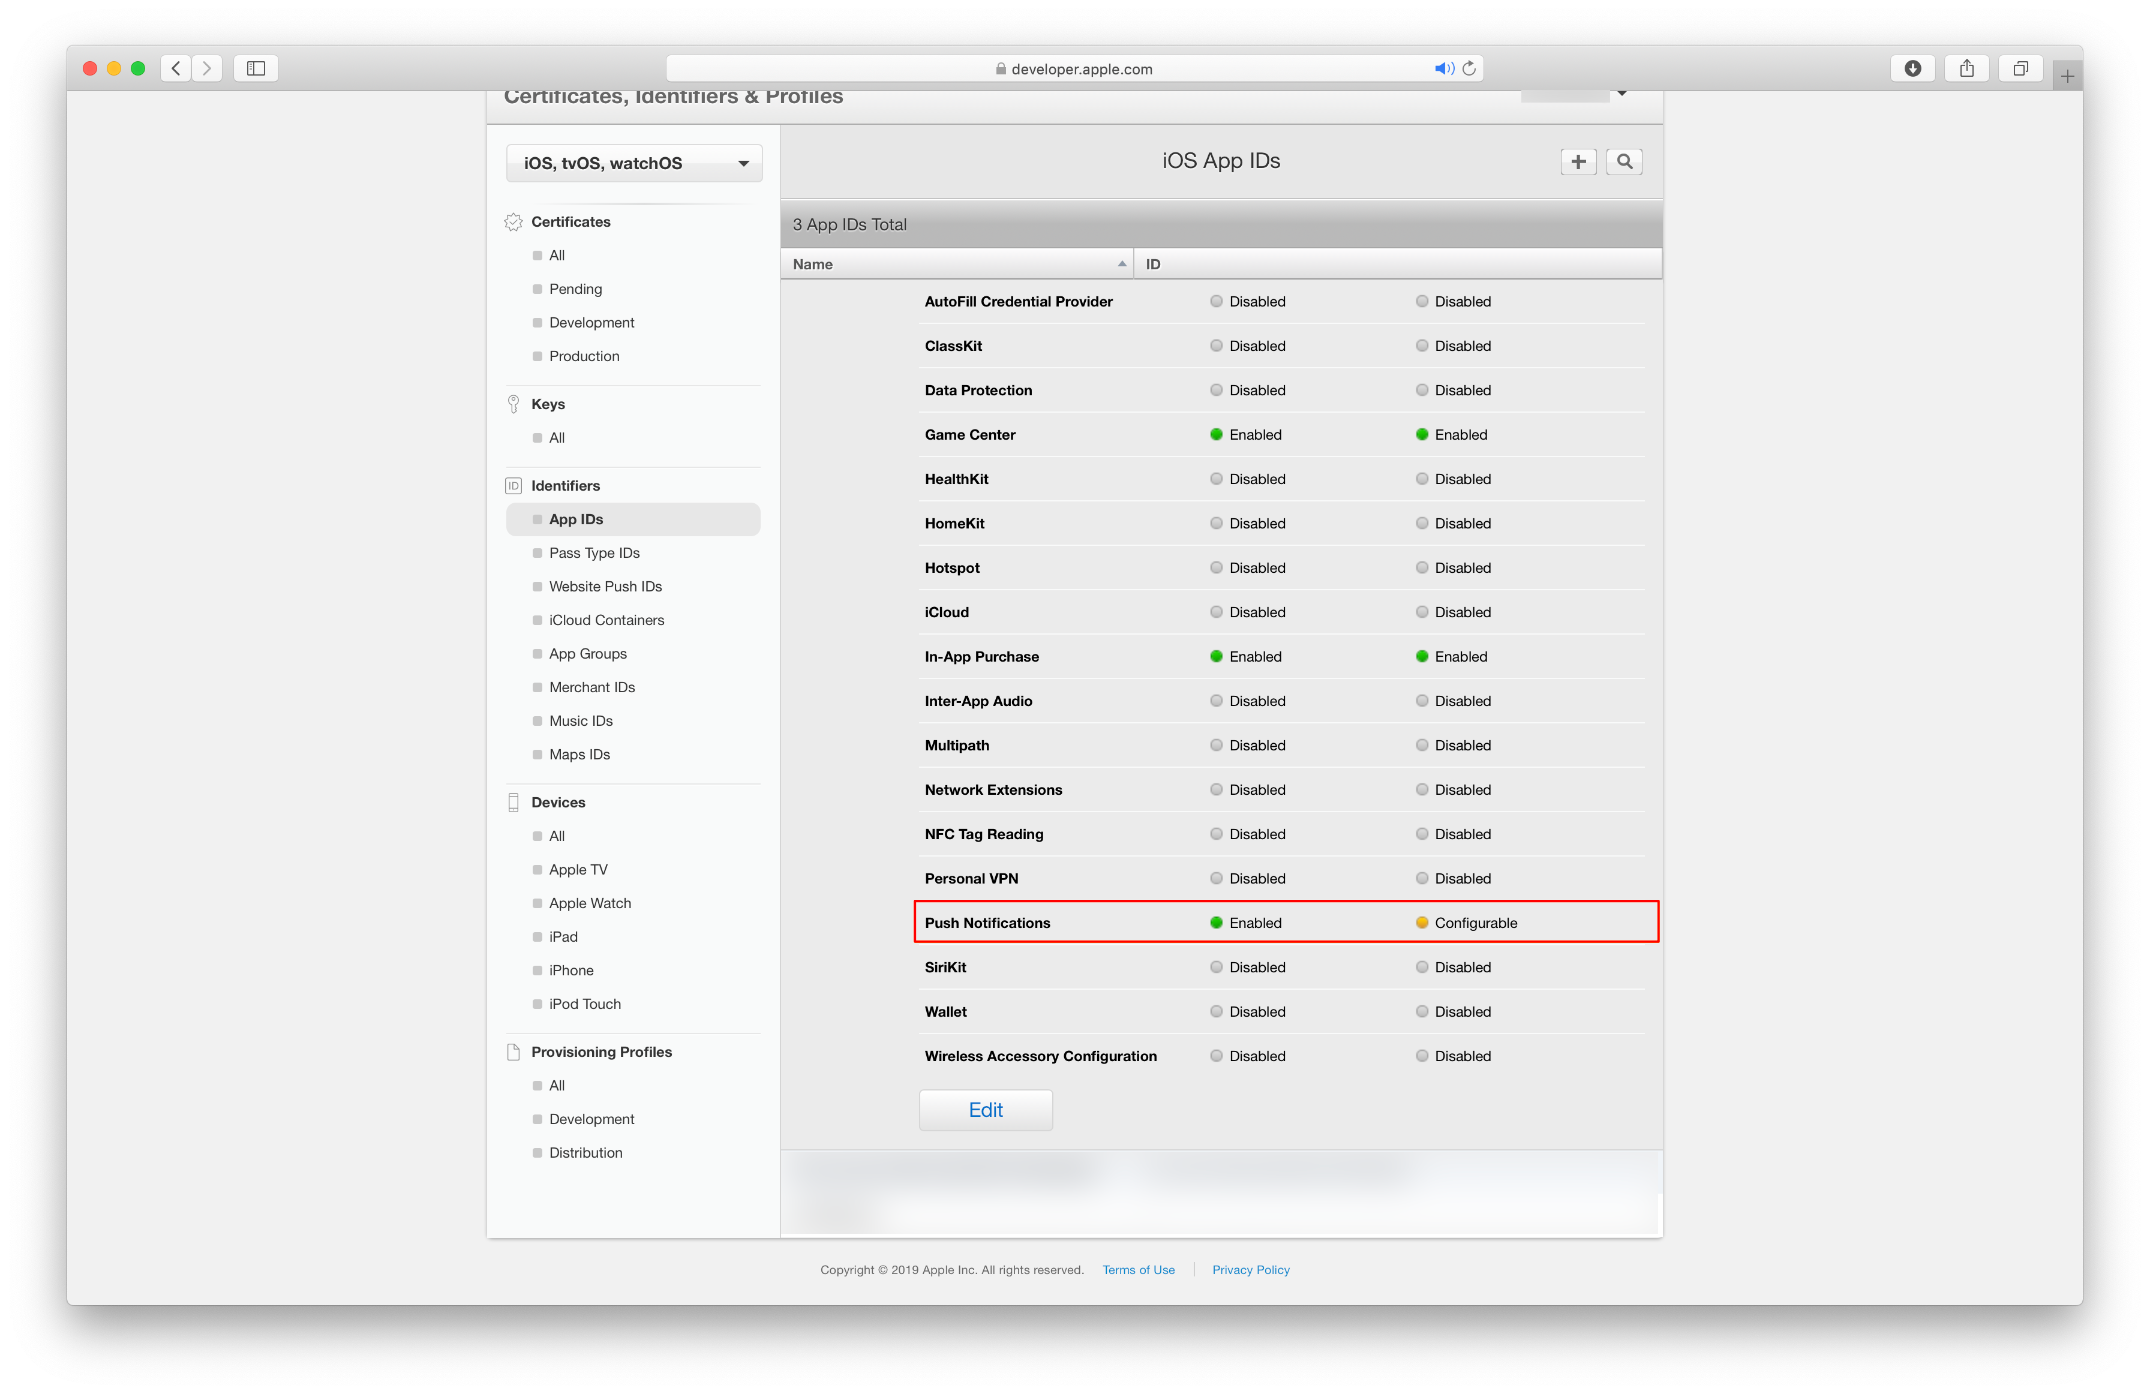 developer.apple.com
Certificates, Identifiers & Profiles
iOS, tvOS, watchOS
Certificates
All
Pending
Development
Production
Keys
All
ID Identifiers
App IDs
Pass Type IDs
Website Push IDs
iCloud Containers
App Groups
Merchant IDs
Music IDs
Maps IDs
Devices
All
Apple TV
Apple Watch
iPad
iPhone
iPod Touch
Provisioning Profiles
All
Development
Distribution
iOS App IDs
3 App IDs Total
Name ID
AutoFill Credential Provider Disabled Disabled
ClassKit Disabled Disabled
Data Protection Disabled Disabled
Game Center Enabled Enabled
HealthKit Disabled Disabled
HomeKit Disabled Disabled
Hotspot Disabled Disabled
iCloud Disabled Disabled
In-App Purchase Enabled Enabled
Inter-App Audio Disabled Disabled
Multipath Disabled Disabled
Network Extensions Disabled Disabled
NFC Tag Reading Disabled Disabled
Personal VPN Disabled Disabled
Push Notifications Enabled Configurable
SiriKit Disabled Disabled
Wallet Disabled Disabled
Wireless Accessory Configuration Disabled Disabled
Edit
Copyright © 2019 Apple Inc. All rights reserved. Terms of Use Privacy Policy